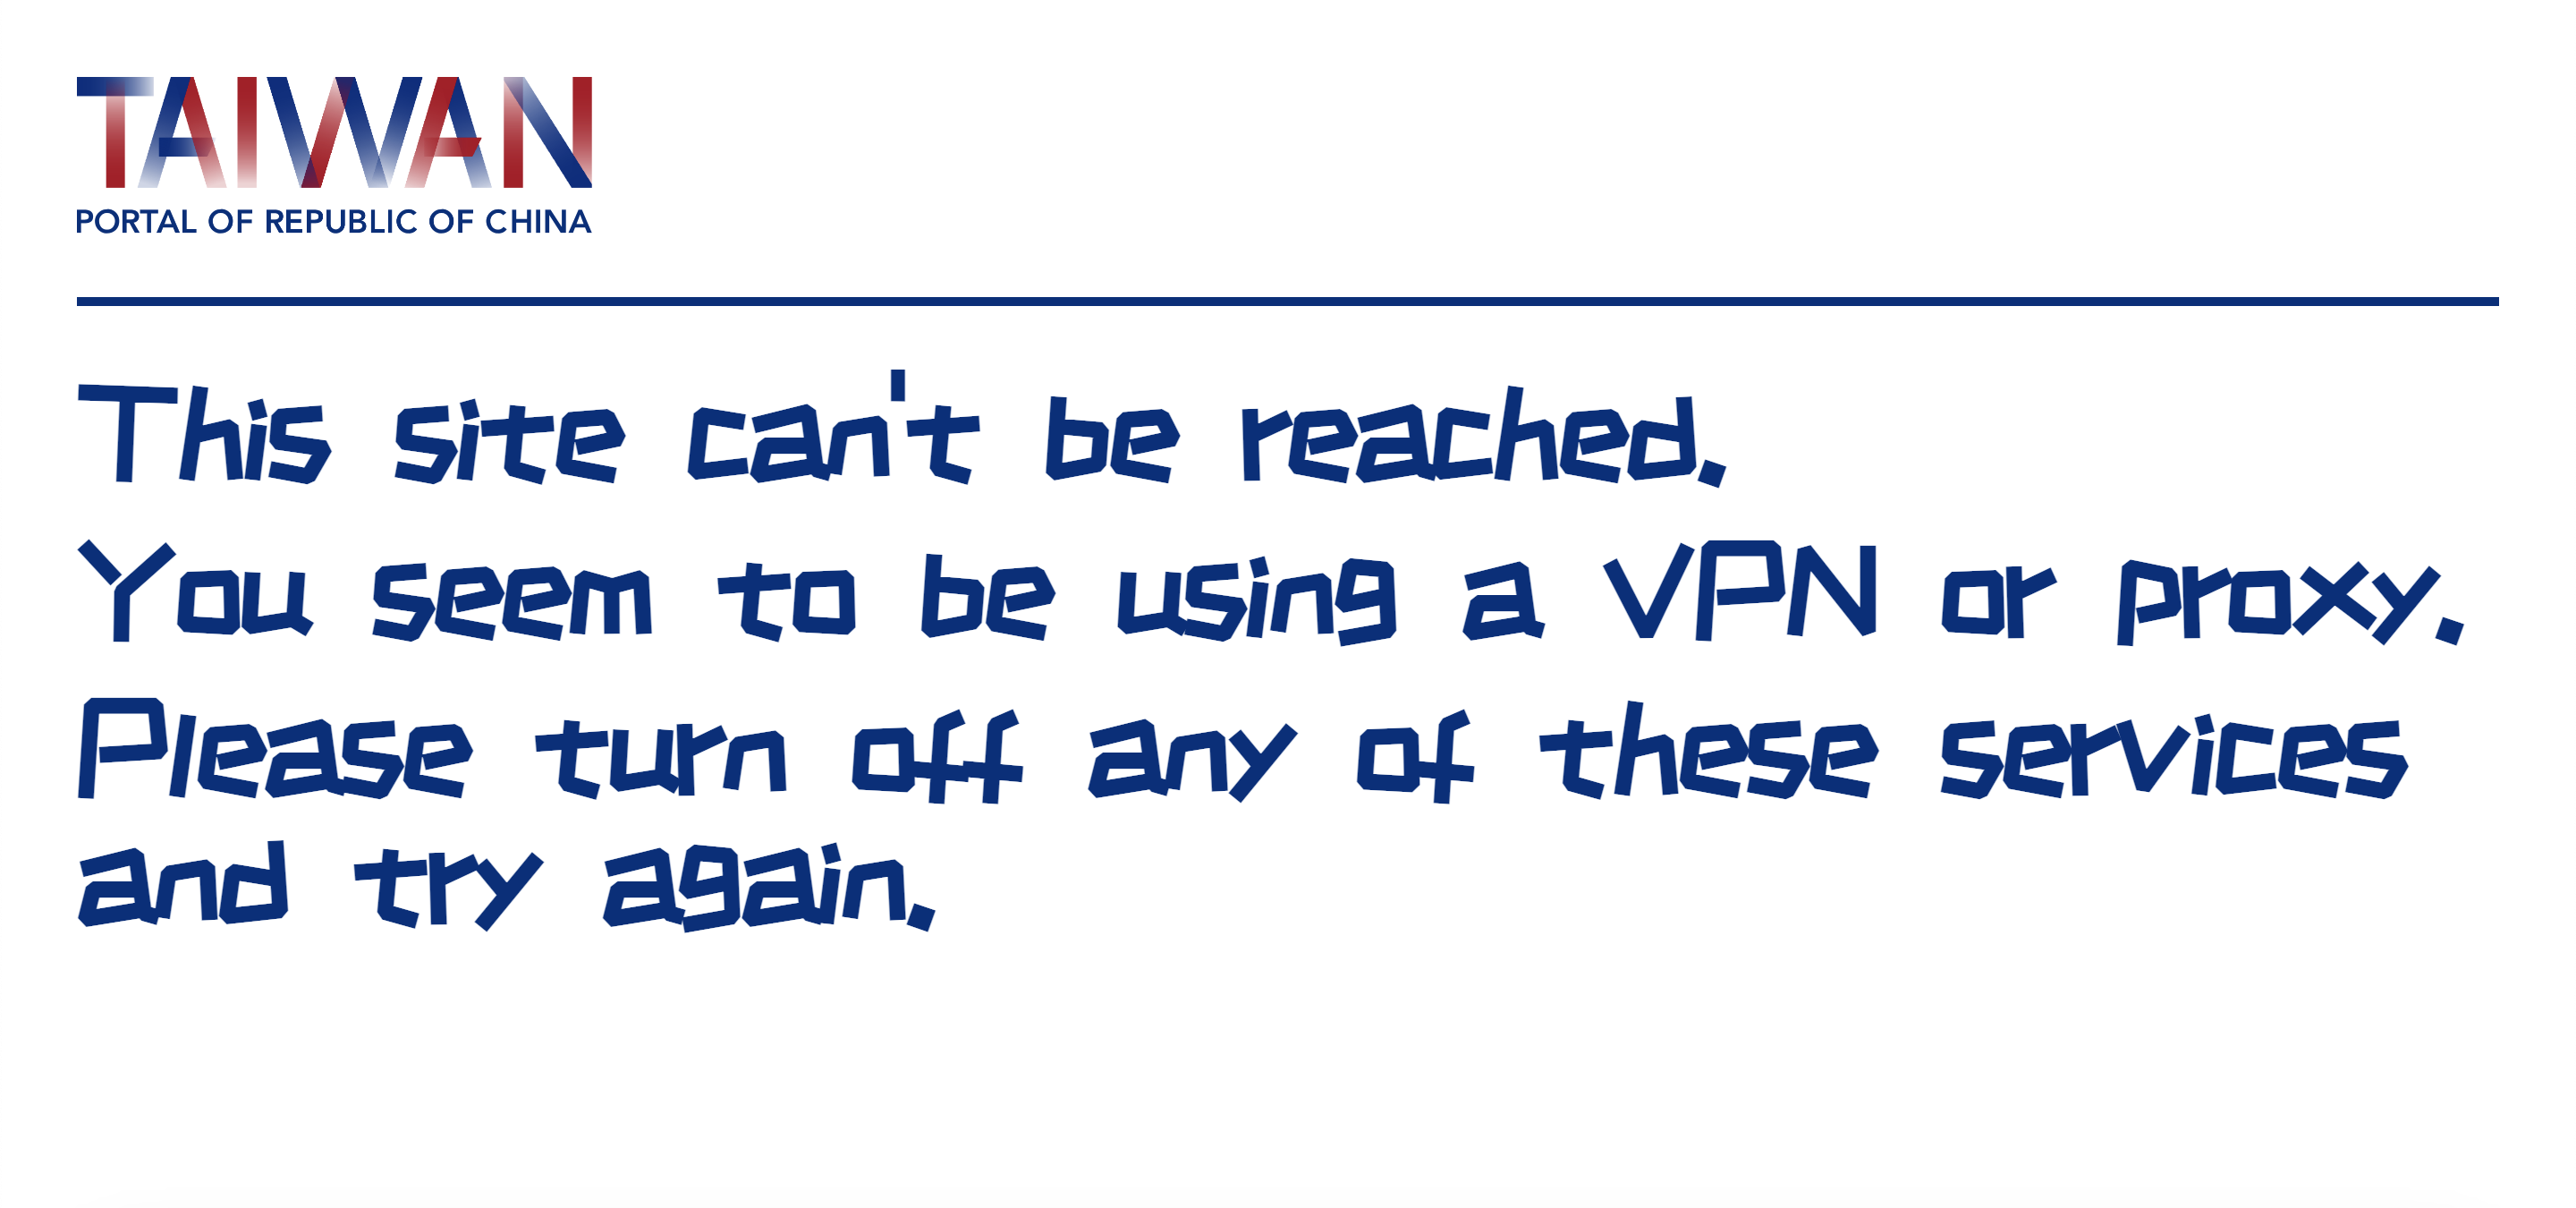 TAIWAN
PORTAL OF REPUBLIC OF CHINA
This site can't be reached.
You seem to be using a VPN or proxy.
Please turn off any of these services
and try again.